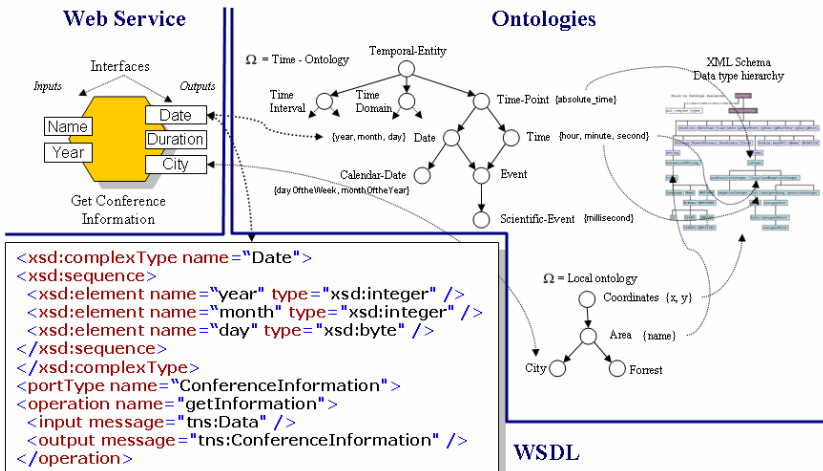 Web Service
Ontologies
Interfaces
Inputs
Outputs
Name
Year
Date
Duration
City
Get Conference
Information
Ω = Time - Ontology
Temporal-Entity
Time
Interval
Time
Domain
Time-Point {absolute_time}
{year, month, day} Date
Time {hour, minute, second}
Calendar-Date
{dayOftheWeek, monthOftheYear}
Event
Scientific-Event {millisecond}
XML Schema
Data type hierarchy
Ω = Local ontology
Coordinates {x, y}
Area {name}
City
Forrest
<xsd:complexType name="Date">
<xsd:sequence>
<xsd:element name="year" type="xsd:integer" />
<xsd:element name="month" type="xsd:integer" />
<xsd:element name="day" type="xsd:byte" />
</xsd:sequence>
</xsd:complexType>
<portType name="ConferenceInformation">
<operation name="getInformation">
<input message="tns:Data" />
<output message="tns:ConferenceInformation" />
</operation>
WSDL